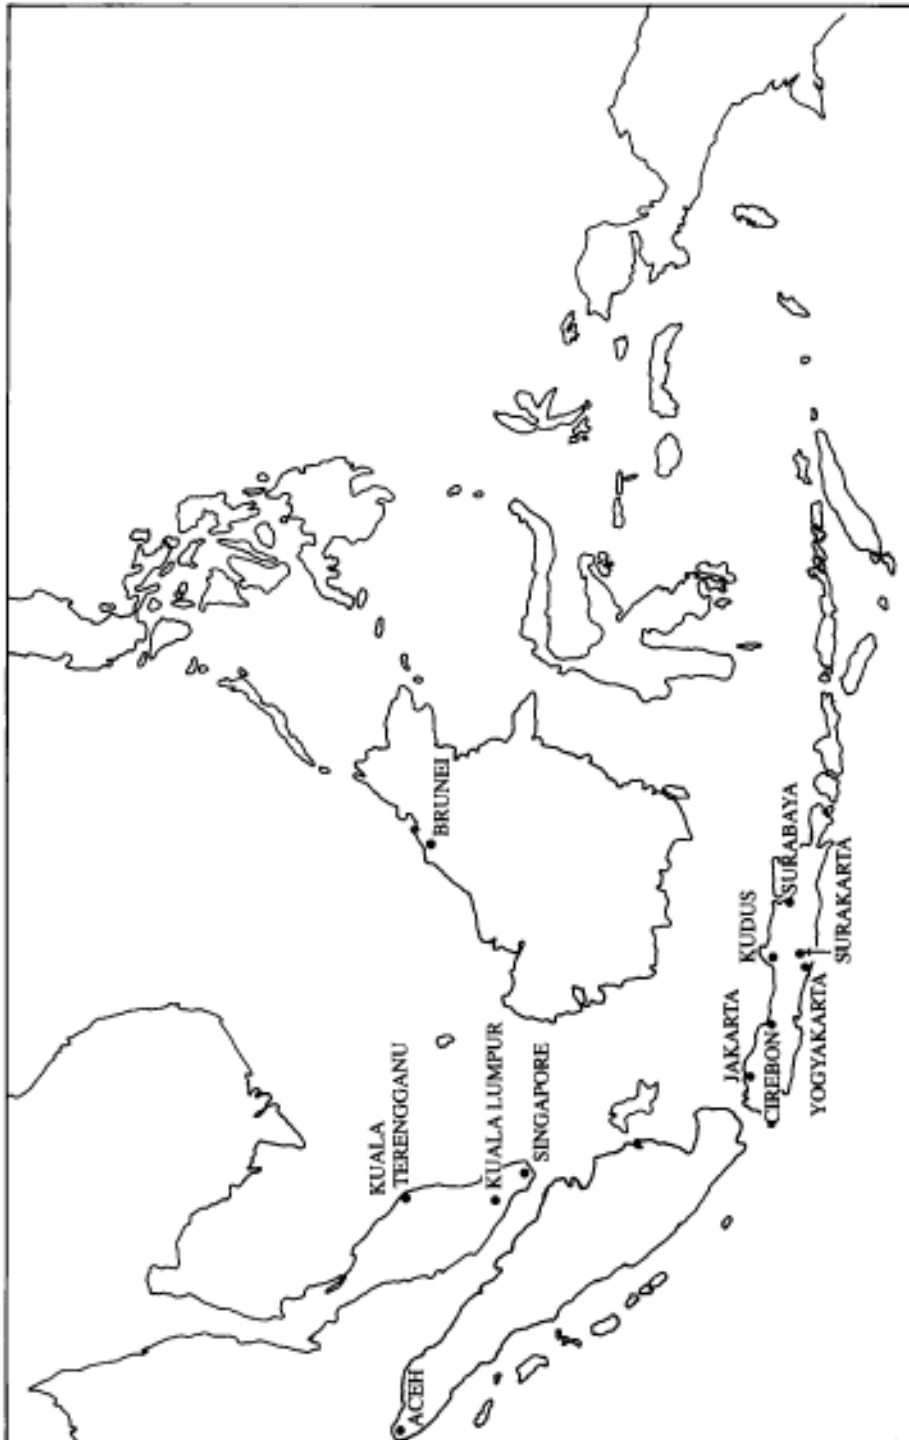 ACEH
KUALA
TERENGGANU
KUALA LUMPUR
SINGAPORE
BRUNEI
JAKARTA
CIREBON
KUDUS
SURABAYA
YOGYAKARTA
SURAKARTA